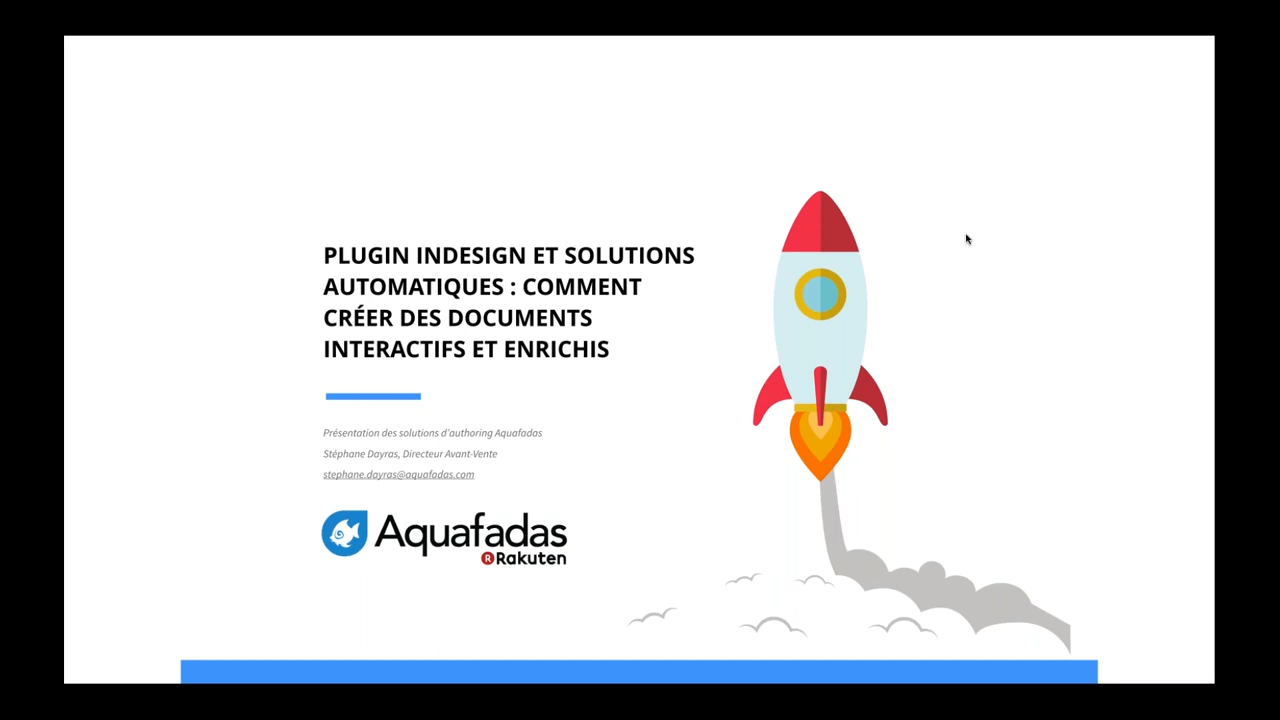 PLUGIN INDESIGN ET SOLUTIONS
AUTOMATIQUES : COMMENT
CRÉER DES DOCUMENTS
INTERACTIFS ET ENRICHIS
Présentation des solutions d'authoring Aquafadas
Stéphane Dayras, Directeur Avant-Vente
stephane.dayras@aquafadas.com
Aquafadas
R Rakuten